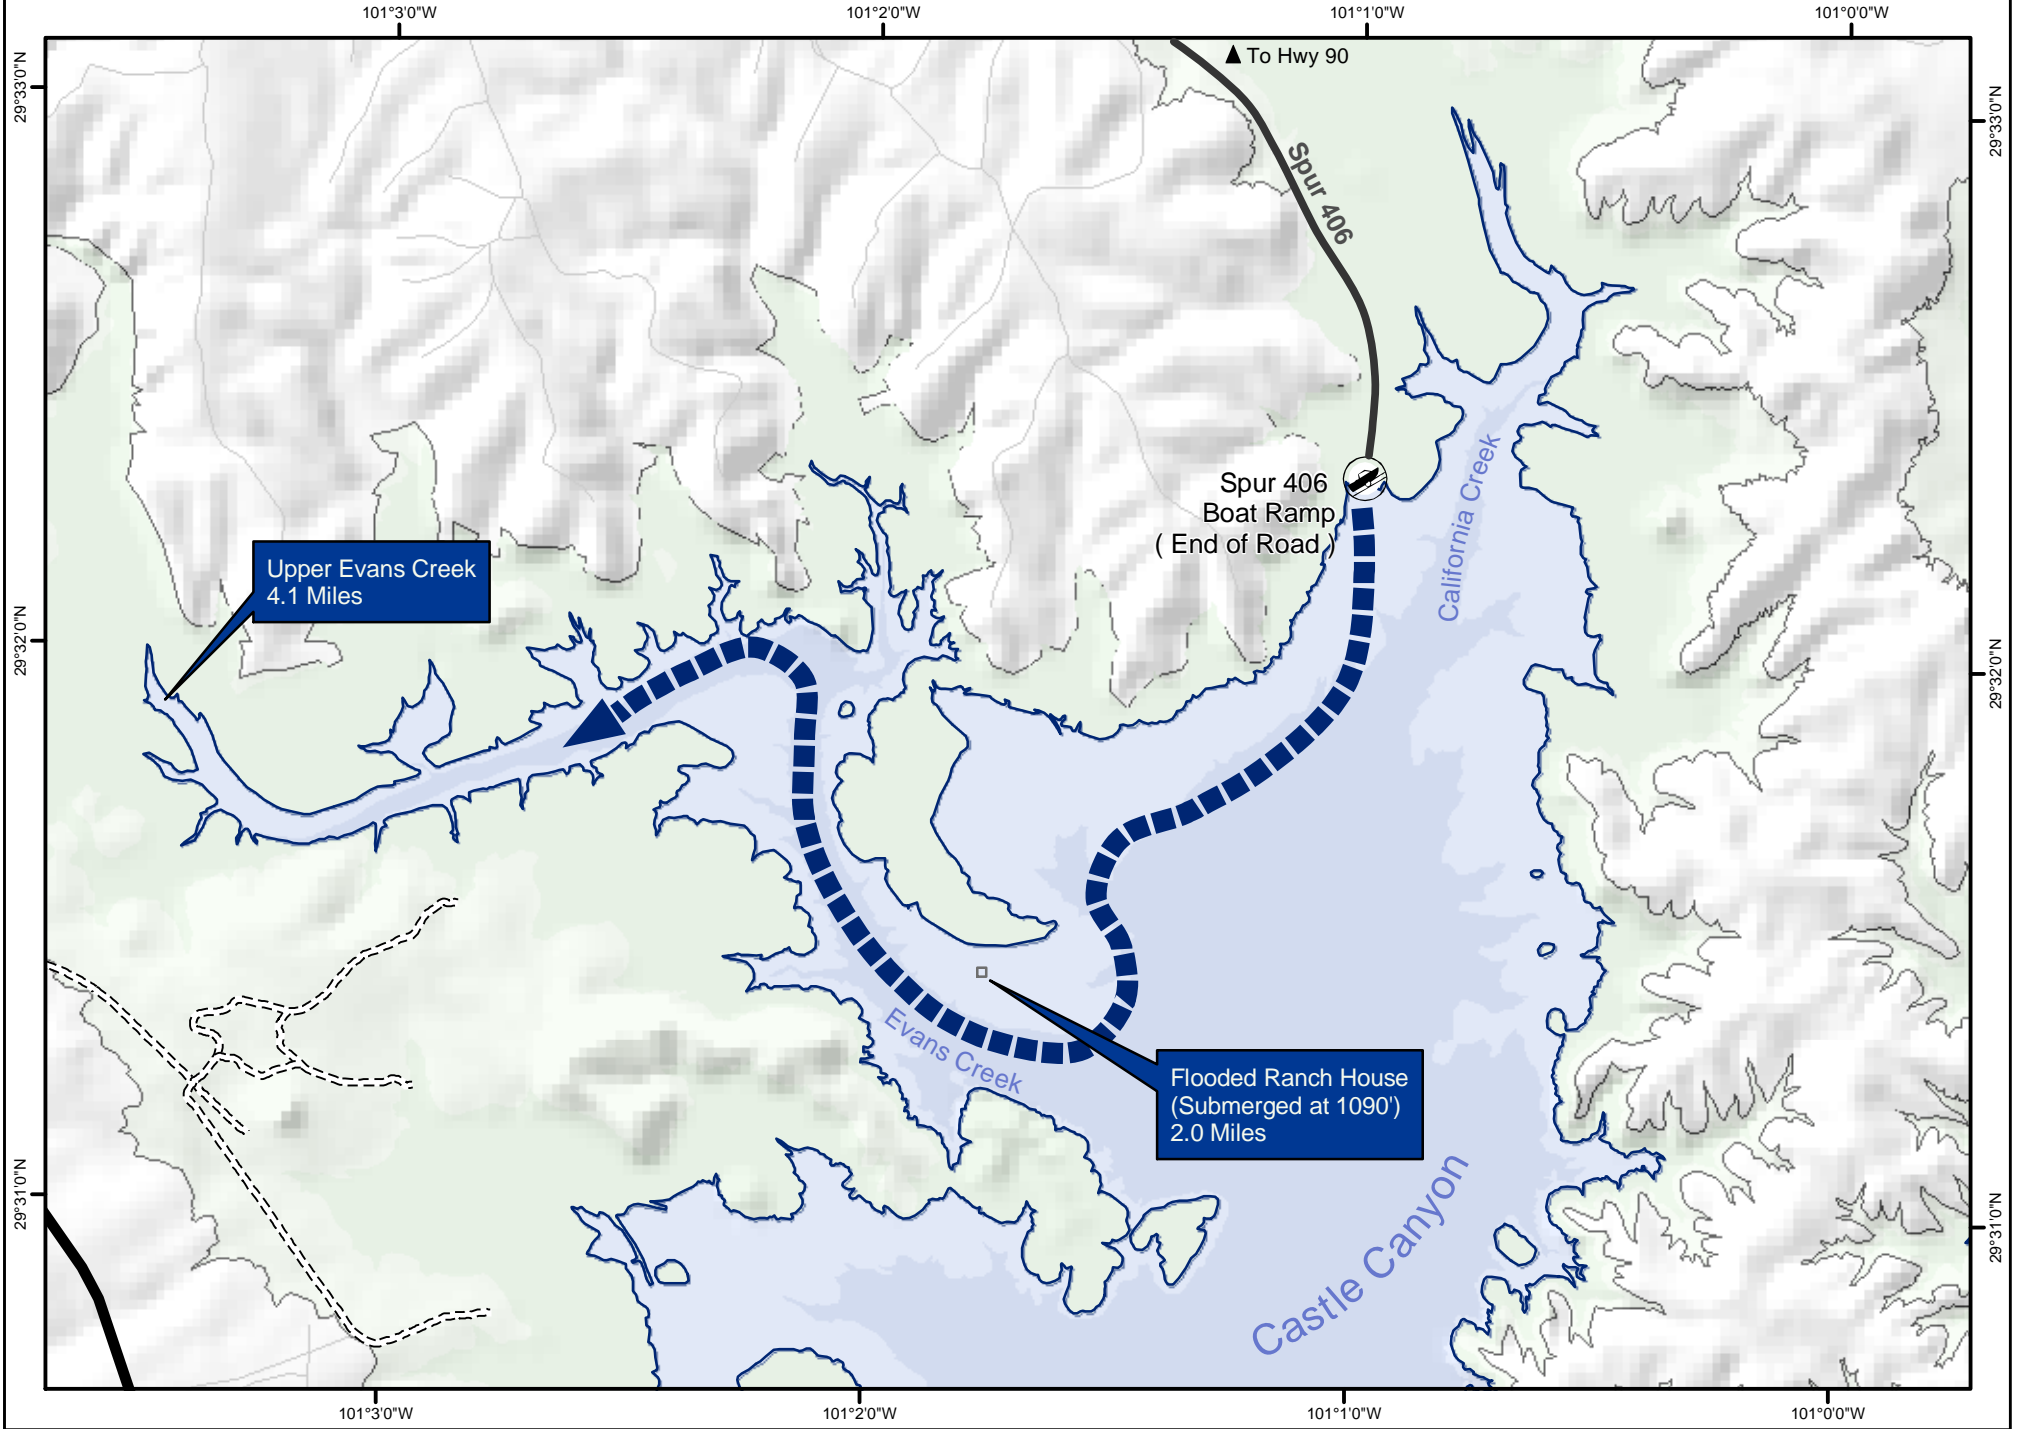 101°3'0"W
101°2'0"W
101°1'0"W
101°0'0"W
29°33'0"N
29°33'0"N
To Hwy 90
Spur 406
Spur 406
Boat Ramp
( End of Road )
California Creek
Upper Evans Creek
4.1 Miles
29°32'0"N
29°32'0"N
Evans Creek
Flooded Ranch House
(Submerged at 1090')
2.0 Miles
Castle Canyon
29°31'0"N
29°31'0"N
101°3'0"W
101°2'0"W
101°1'0"W
101°0'0"W